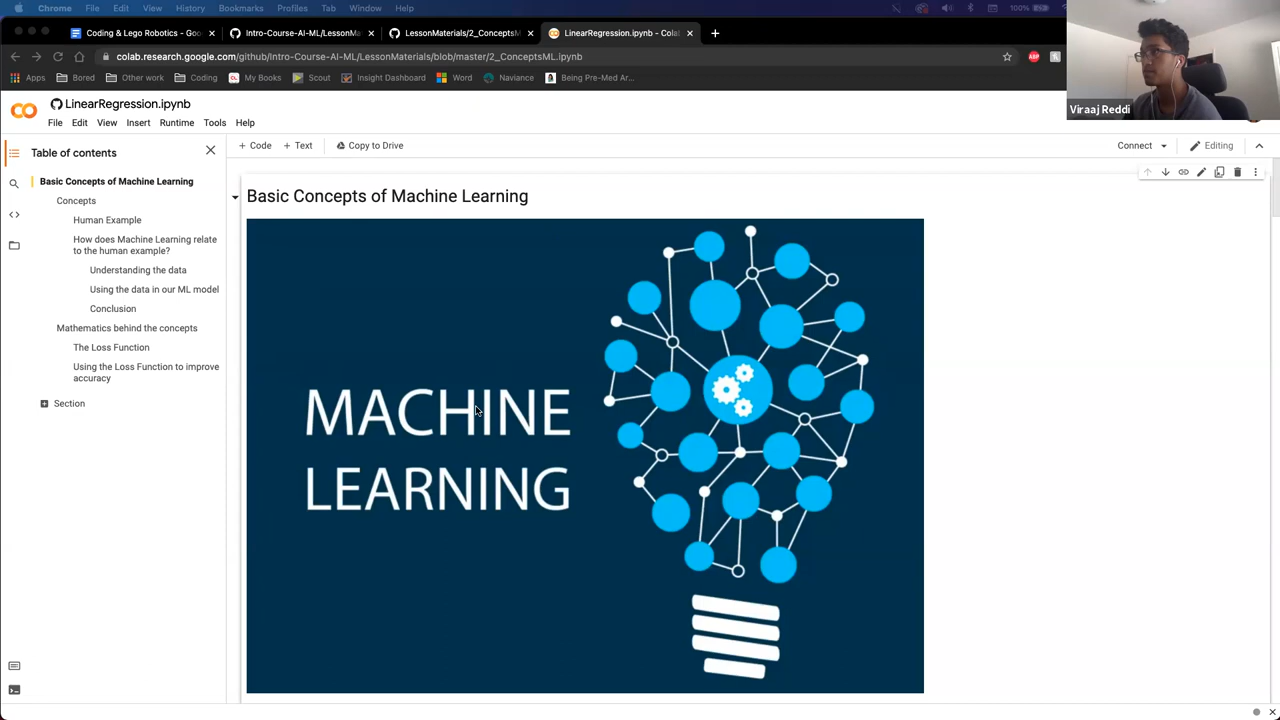 Chrome File Edit View History Bookmarks Profiles Tab Window Help 100%
Coding & Lego Robotics - Goo
Intro-Course-AI-ML/LessonMa
LessonMaterials/2_ConceptsM
LinearRegression.ipynb - Colab
colab.research.google.com/github/Intro-Course-AI-ML/LessonMaterials/blob/master/2_ConceptsML.ipynb
ABP
Apps Bored Other work Coding My Books Scout Insight Dashboard Word Naviance Being Pre-Med Ar...
Viraaj Reddi
LinearRegression.ipynb
File Edit View Insert Runtime Tools Help
Table of contents
+ Code + Text Copy to Drive Connect Editing
Basic Concepts of Machine Learning
Concepts
Human Example
How does Machine Learning relate
to the human example?
Understanding the data
Using the data in our ML model
Conclusion
Mathematics behind the concepts
The Loss Function
Using the Loss Function to improve
accuracy
Section
Basic Concepts of Machine Learning
MACHINE
LEARNING